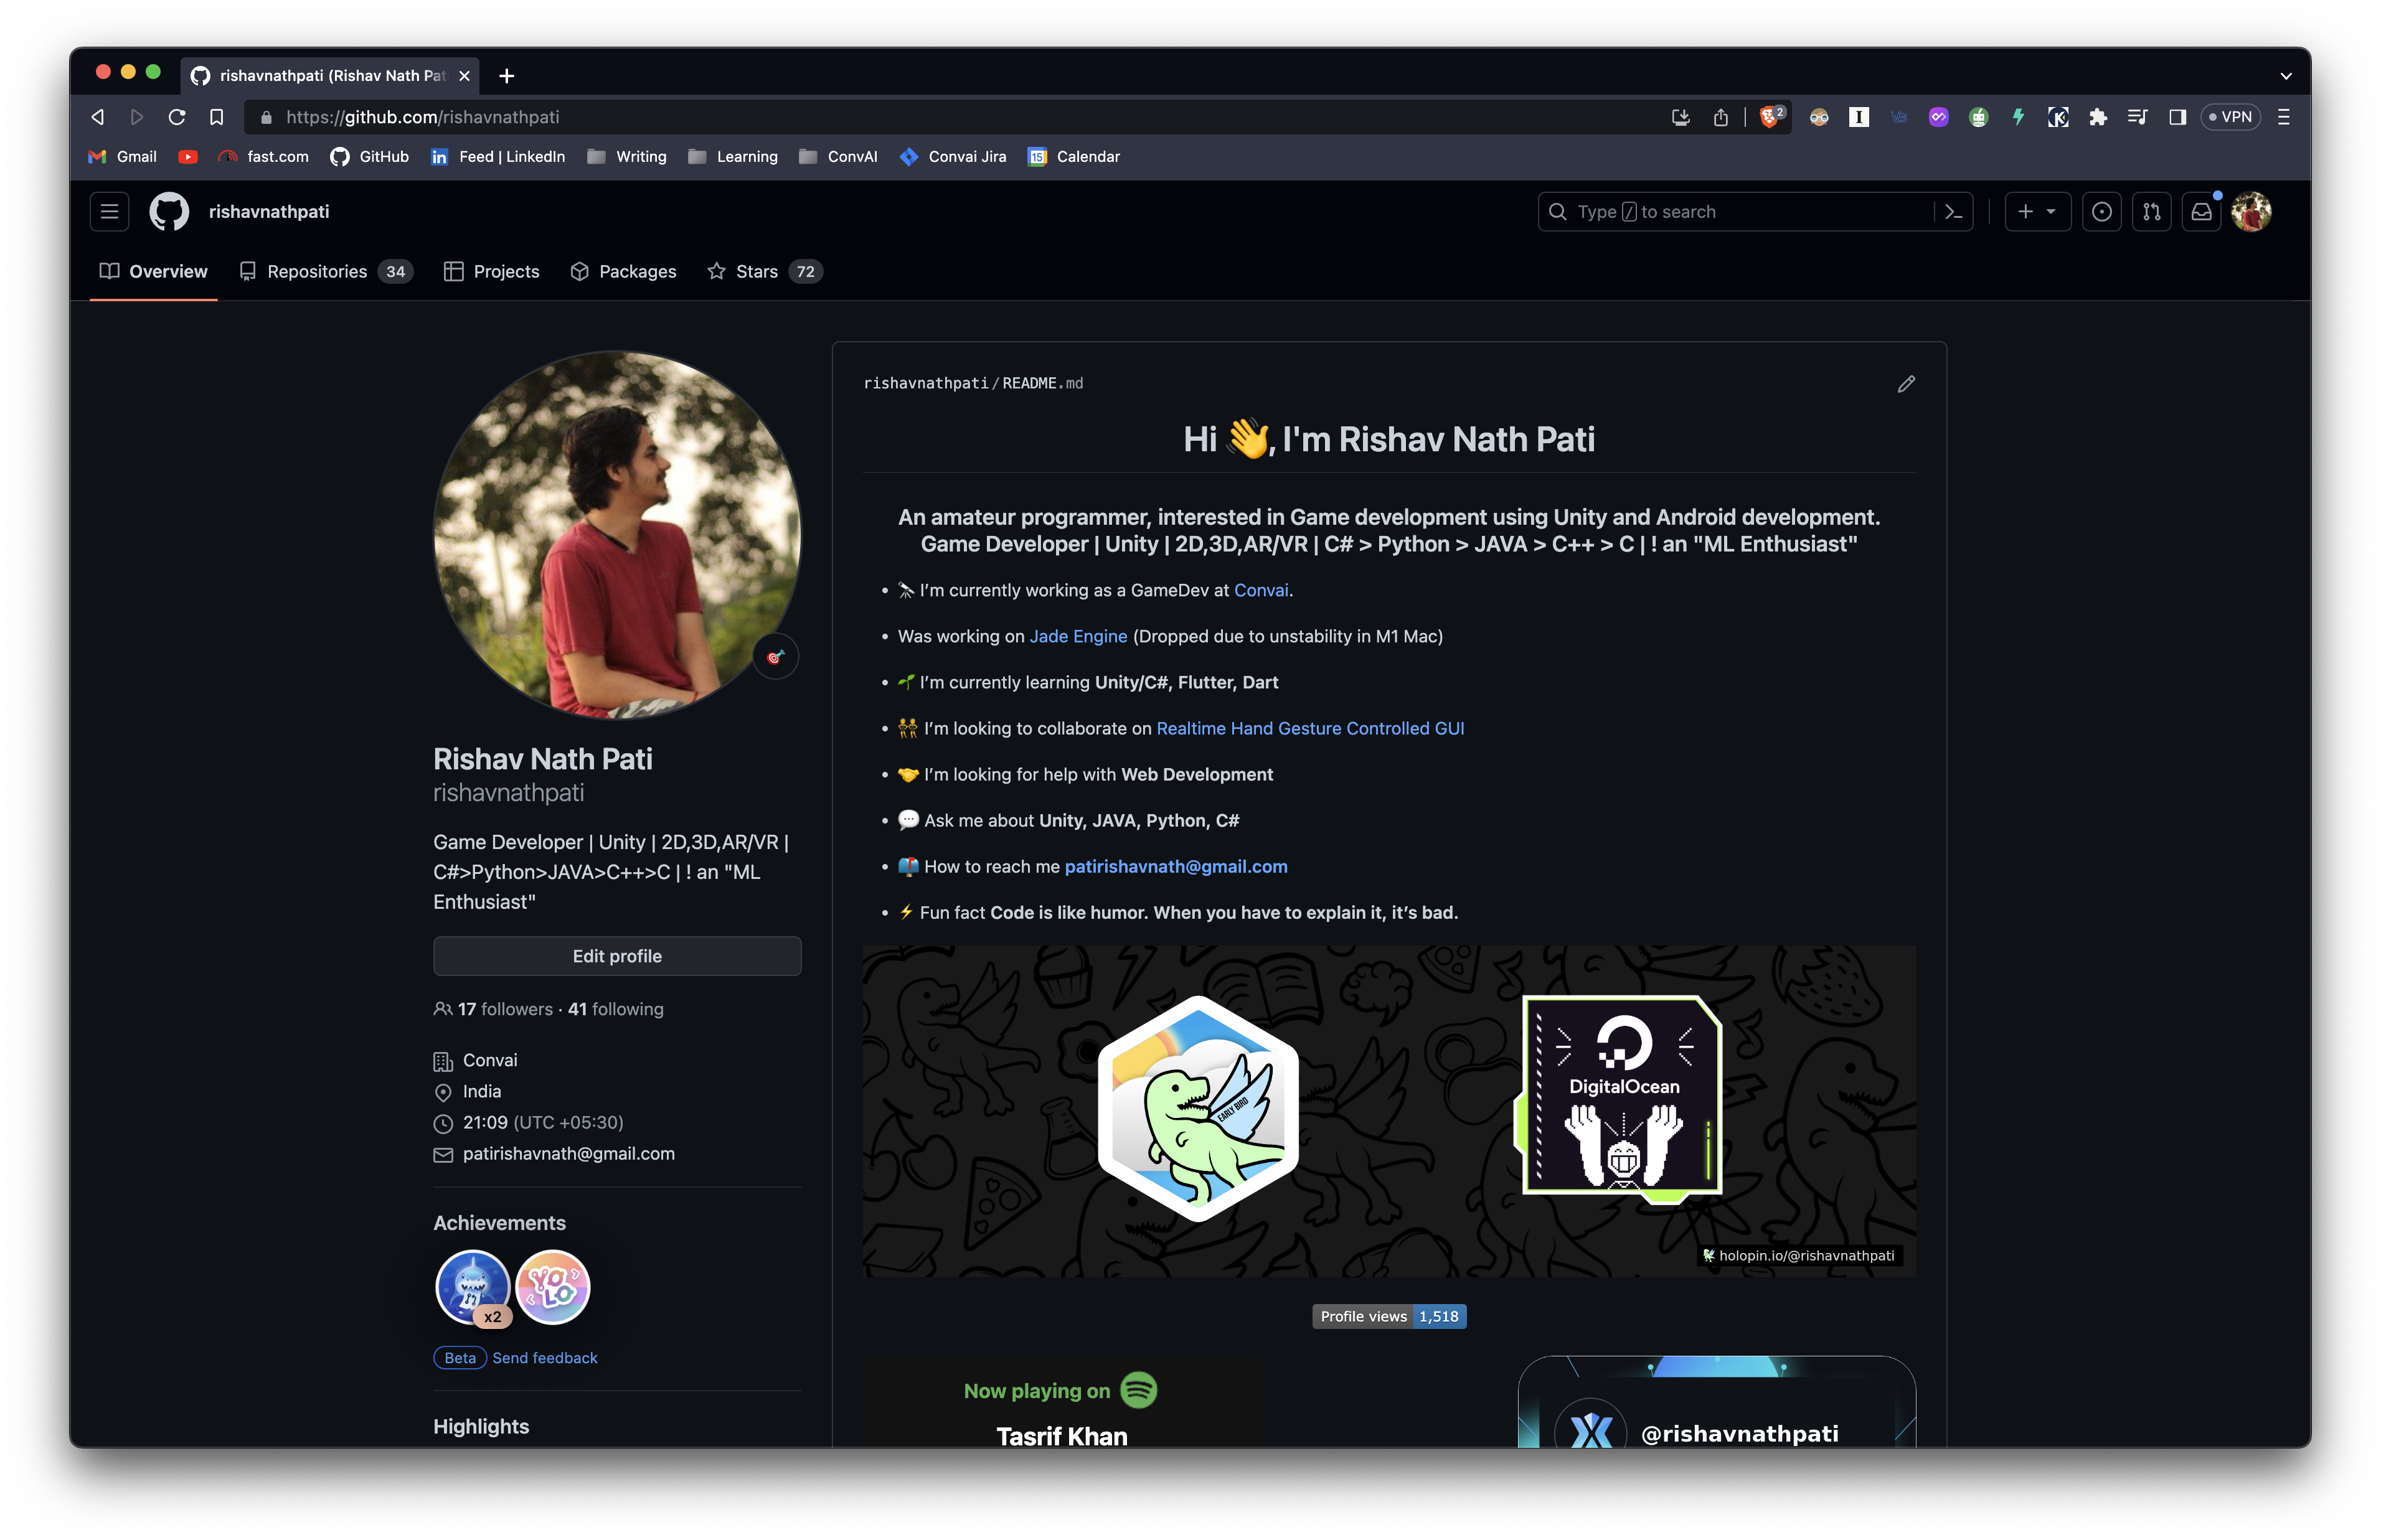 rishavnathpati (Rishav Nath Pat
https://github.com/rishavnathpati
2
VPN
Gmail
fast.com
GitHub
Feed | LinkedIn
Writing
Learning
ConvAI
Convai Jira
15
Calendar
rishavnathpati
Type / to search
Overview
Repositories 34
Projects
Packages
Stars 72
Rishav Nath Pati
rishavnathpati
Game Developer | Unity | 2D,3D,AR/VR |
C#>Python>JAVA>C++>C | ! an "ML
Enthusiast"
Edit profile
17 followers · 41 following
Convai
India
21:09 (UTC +05:30)
patirishavnath@gmail.com
Achievements
x2
YOLO
Beta Send feedback
Highlights
rishavnathpati/README.md
Hi 👋, I'm Rishav Nath Pati
An amateur programmer, interested in Game development using Unity and Android development.
Game Developer | Unity | 2D,3D,AR/VR | C# > Python > JAVA > C++ > C | ! an "ML Enthusiast"
• 🔭 I’m currently working as a GameDev at Convai.
• Was working on Jade Engine (Dropped due to unstability in M1 Mac)
• 🌱 I’m currently learning Unity/C#, Flutter, Dart
• 👯 I’m looking to collaborate on Realtime Hand Gesture Controlled GUI
• 🤝 I’m looking for help with Web Development
• 💬 Ask me about Unity, JAVA, Python, C#
• 📫 How to reach me patirishavnath@gmail.com
• ⚡ Fun fact Code is like humor. When you have to explain it, it’s bad.
EARLY BIRD
DigitalOcean
holopin.io/@rishavnathpati
Profile views 1,518
Now playing on
Tasrif Khan
@rishavnathpati